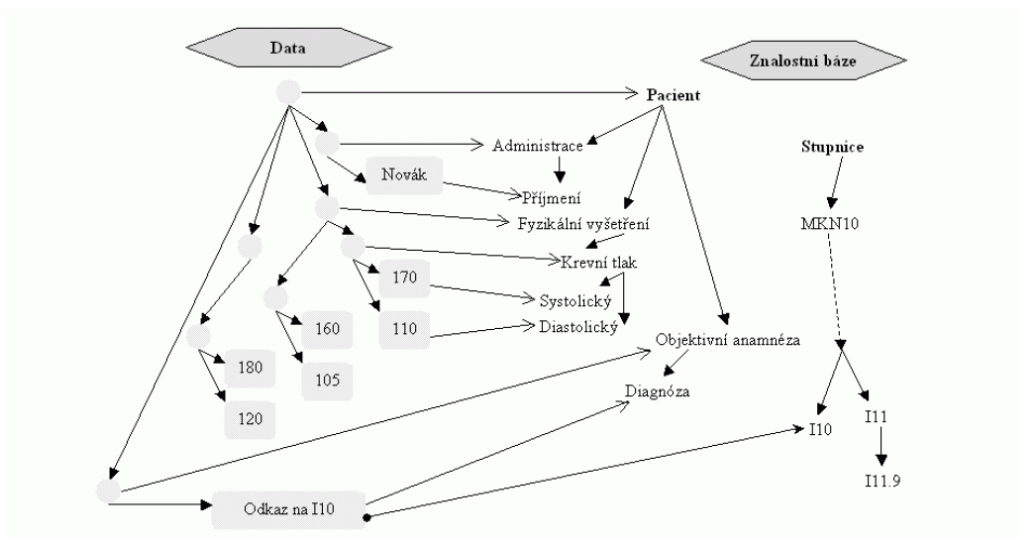 Data
Znalostní báze
Pacient
Administrace
Stupnice
Novák
Příjmení
Fyzikální vyšetření
MKN10
Krevní tlak
170
Systolický
160
110
Diastolický
Objektivní anamnéza
180
105
Diagnóza
120
I10
I11
I11.9
Odkaz na I10